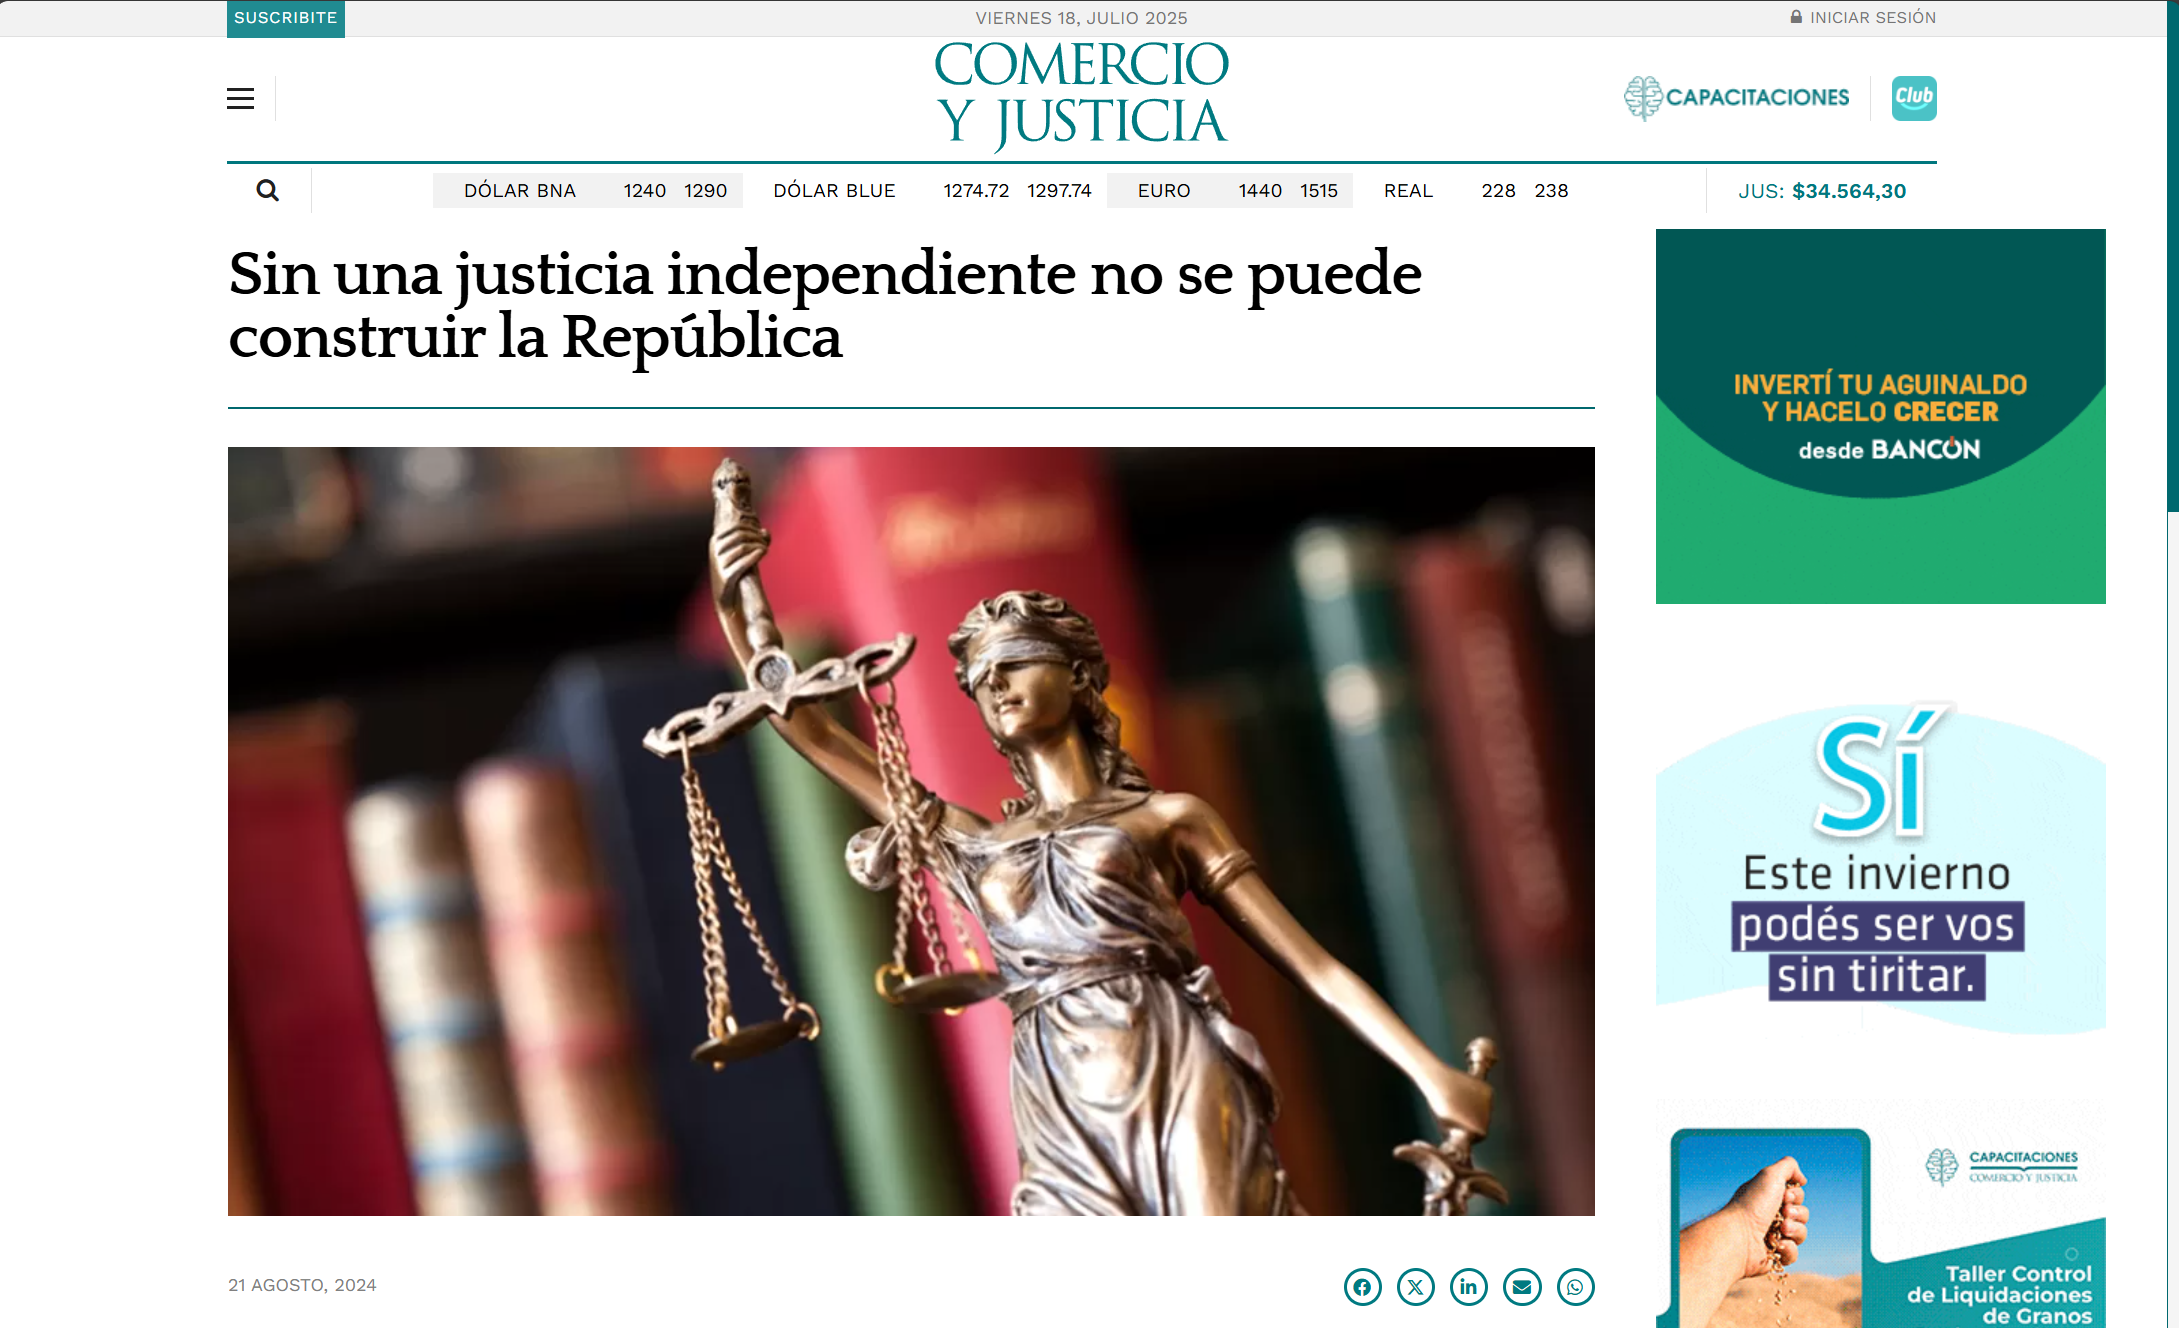 SUSCRIBITE
VIERNES 18, JULIO 2025
INICIAR SESIÓN
COMERCIO
Y JUSTICIA
CAPACITACIONES
Club
DÓLAR BNA 1240 1290 DÓLAR BLUE 1274.72 1297.74 EURO 1440 1515 REAL 228 238
JUS: $34.564,30
Sin una justicia independiente no se puede
construir la República
21 AGOSTO, 2024
INVERTÍ TU AGUINALDO
Y HACELO CRECER
desde BANCON
Sí
Este invierno
podés ser vos
sin tiritar.
CAPACITACIONES
COMERCIO Y JUSTICIA
Taller Control
de Liquidaciones
de Granos